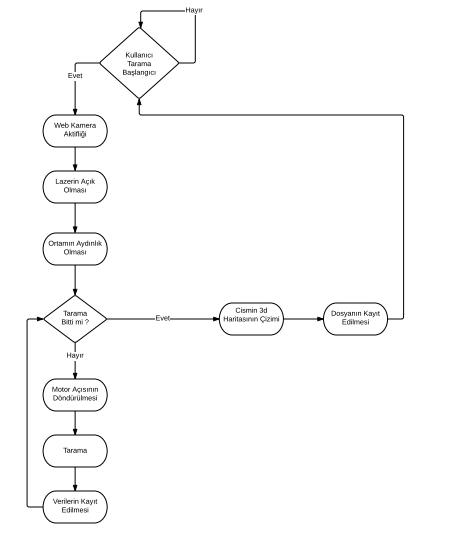 Hayır
Kullanıcı
Tarama
Başlangıcı
Evet
Web Kamera
Aktifliği
Lazerin Açık
Olması
Ortamın Aydınlık
Olması
Tarama
Bitti mi ?
Evet
Cismin 3d
Haritasının Çizimi
Dosyanın Kayıt
Edilmesi
Hayır
Motor Açısının
Döndürülmesi
Tarama
Verilerin Kayıt
Edilmesi